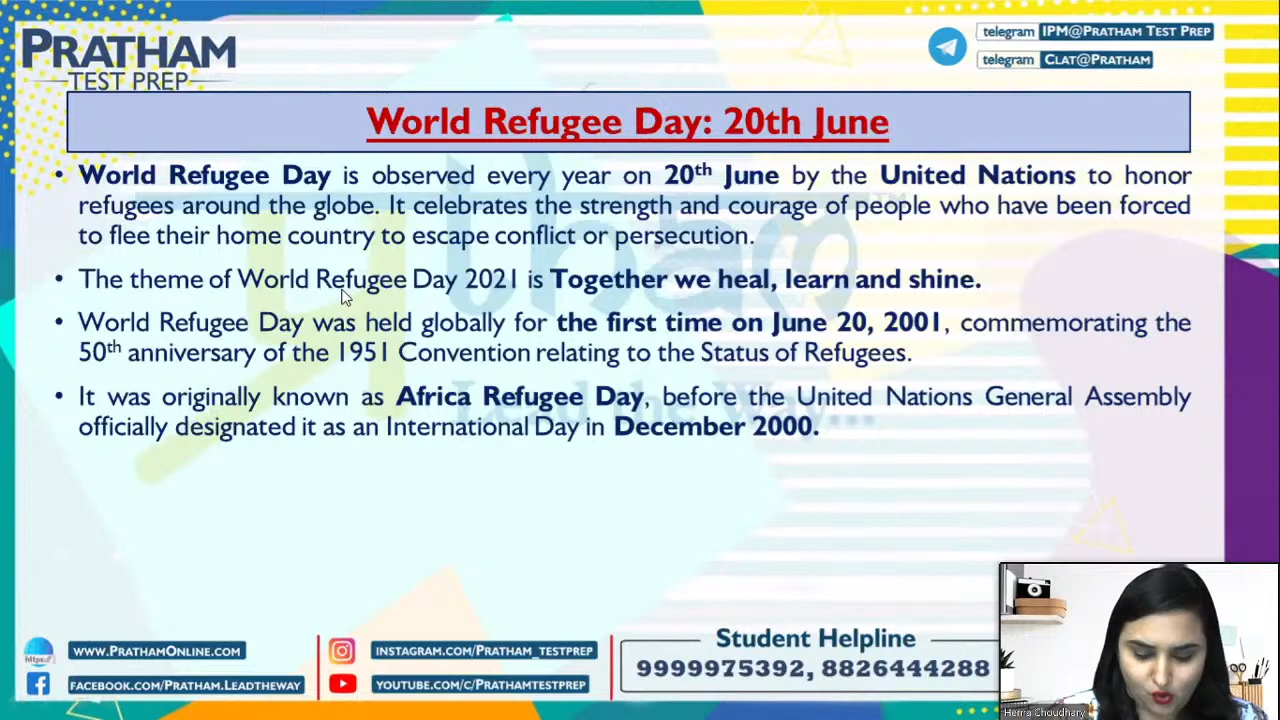 PRATHAM
TEST PREP
telegram IPM@PRATHAM TEST PREP
telegram CLAT@PRATHAM
World Refugee Day: 20th June
• World Refugee Day is observed every year on 20th June by the United Nations to honor
refugees around the globe. It celebrates the strength and courage of people who have been forced
to flee their home country to escape conflict or persecution.
• The theme of World Refugee Day 2021 is Together we heal, learn and shine.
• World Refugee Day was held globally for the first time on June 20, 2001, commemorating the
50th anniversary of the 1951 Convention relating to the Status of Refugees.
• It was originally known as Africa Refugee Day, before the United Nations General Assembly
officially designated it as an International Day in December 2000.
Lead the Way...
https://
WWW.PRATHAMONLINE.COM
FACEBOOK.COM/PRATHAM.LEADTHEWAY
INSTAGRAM.COM/PRATHAM_TESTPREP
YOUTUBE.COM/C/PRATHAMTESTPREP
Student Helpline
9999975392, 8826444288
Henna Choudhary